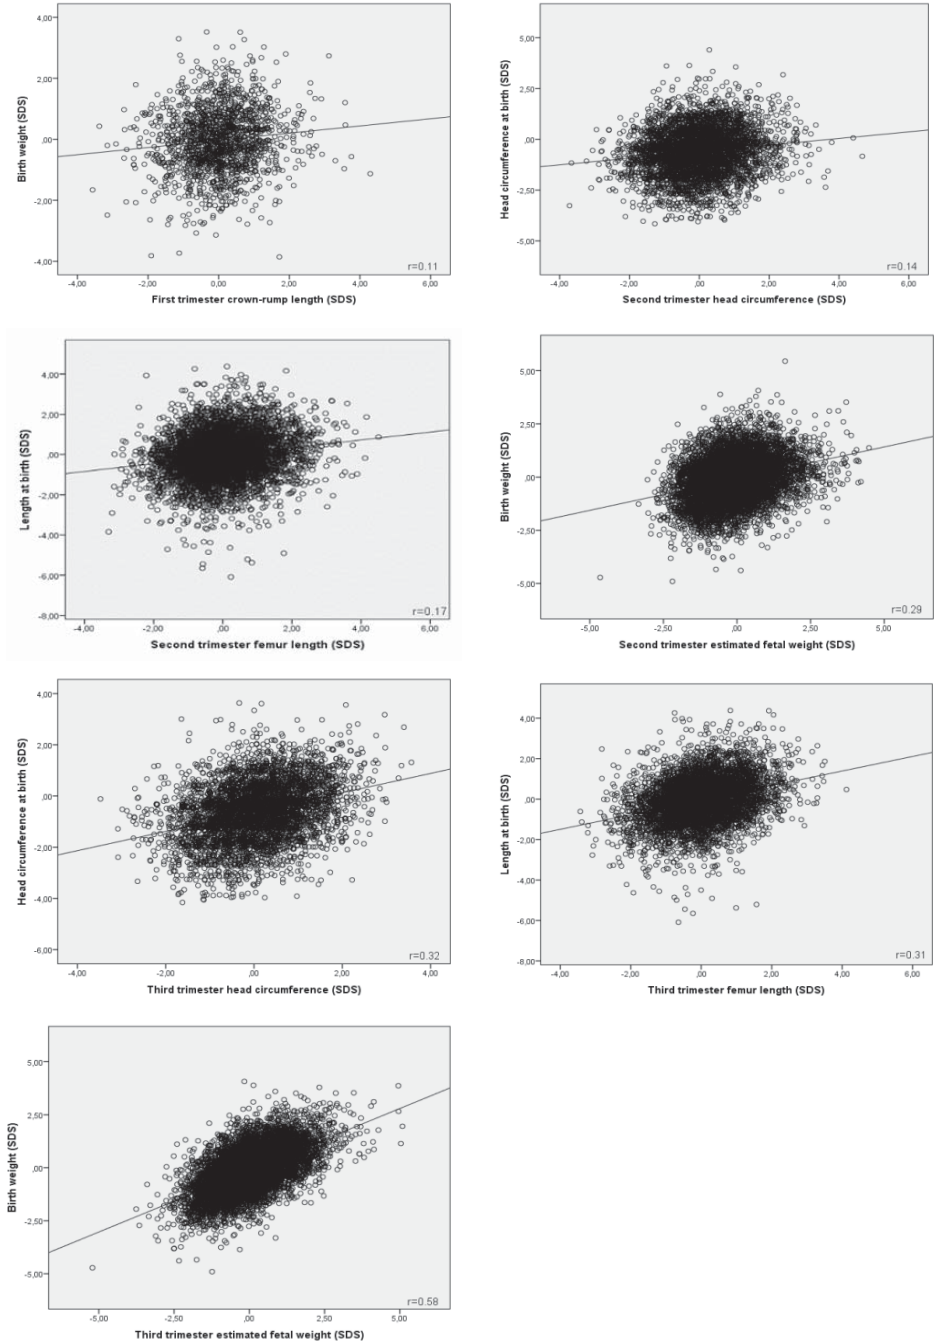 4,00
2,00
,00
-2,00
-4,00
Birth weight (SDS)
r=0.11
-4,00 -2,00 ,00 2,00 4,00 6,00
First trimester crown-rump length (SDS)
5,00
2,50
,00
-2,50
-5,00
Head circumference at birth (SDS)
r=0.14
-4,00 -2,00 ,00 2,00 4,00 6,00
Second trimester head circumference (SDS)
4,00
2,00
,00
-2,00
-4,00
-6,00
-8,00
Length at birth (SDS)
r=0.17
-4,00 -2,00 ,00 2,00 4,00 6,00
Second trimester femur length (SDS)
5,00
2,50
,00
-2,50
-5,00
Birth weight (SDS)
r=0.29
-5,00 -2,50 ,00 2,50 5,00
Second trimester estimated fetal weight (SDS)
4,00
2,00
,00
-2,00
-4,00
-6,00
Head circumference at birth (SDS)
r=0.32
-4,00 -2,00 ,00 2,00 4,00
Third trimester head circumference (SDS)
4,00
2,00
,00
-2,00
-4,00
-6,00
-8,00
Length at birth (SDS)
r=0.31
-4,00 -2,00 ,00 2,00 4,00 6,00
Third trimester femur length (SDS)
5,00
2,50
,00
-2,50
-5,00
Birth weight (SDS)
r=0.58
-5,00 -2,50 ,00 2,50 5,00
Third trimester estimated fetal weight (SDS)